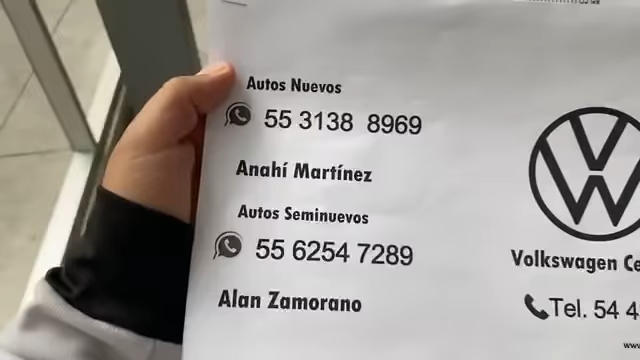 Autos Nuevos
55 3138 8969
Anahí Martínez
Autos Seminuevos
55 6254 7289
Alan Zamorano
Volkswagen Ce
Tel. 54 4
www